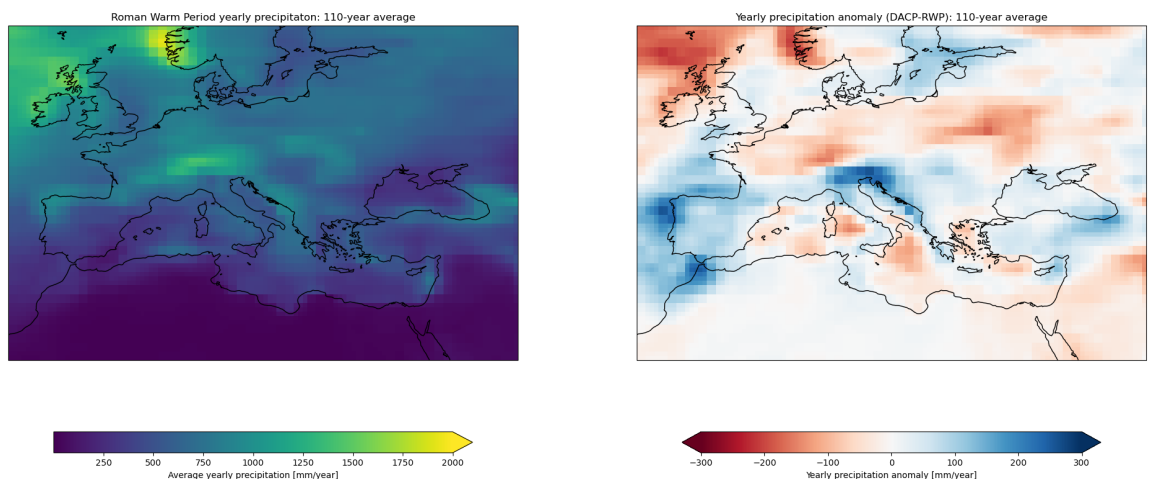 Roman Warm Period yearly precipitaton: 110-year average
250 500 750 1000 1250 1500 1750 2000
Average yearly precipitation [mm/year]
Yearly precipitation anomaly (DACP-RWP): 110-year average
−300 −200 −100 0 100 200 300
Yearly precipitation anomaly [mm/year]